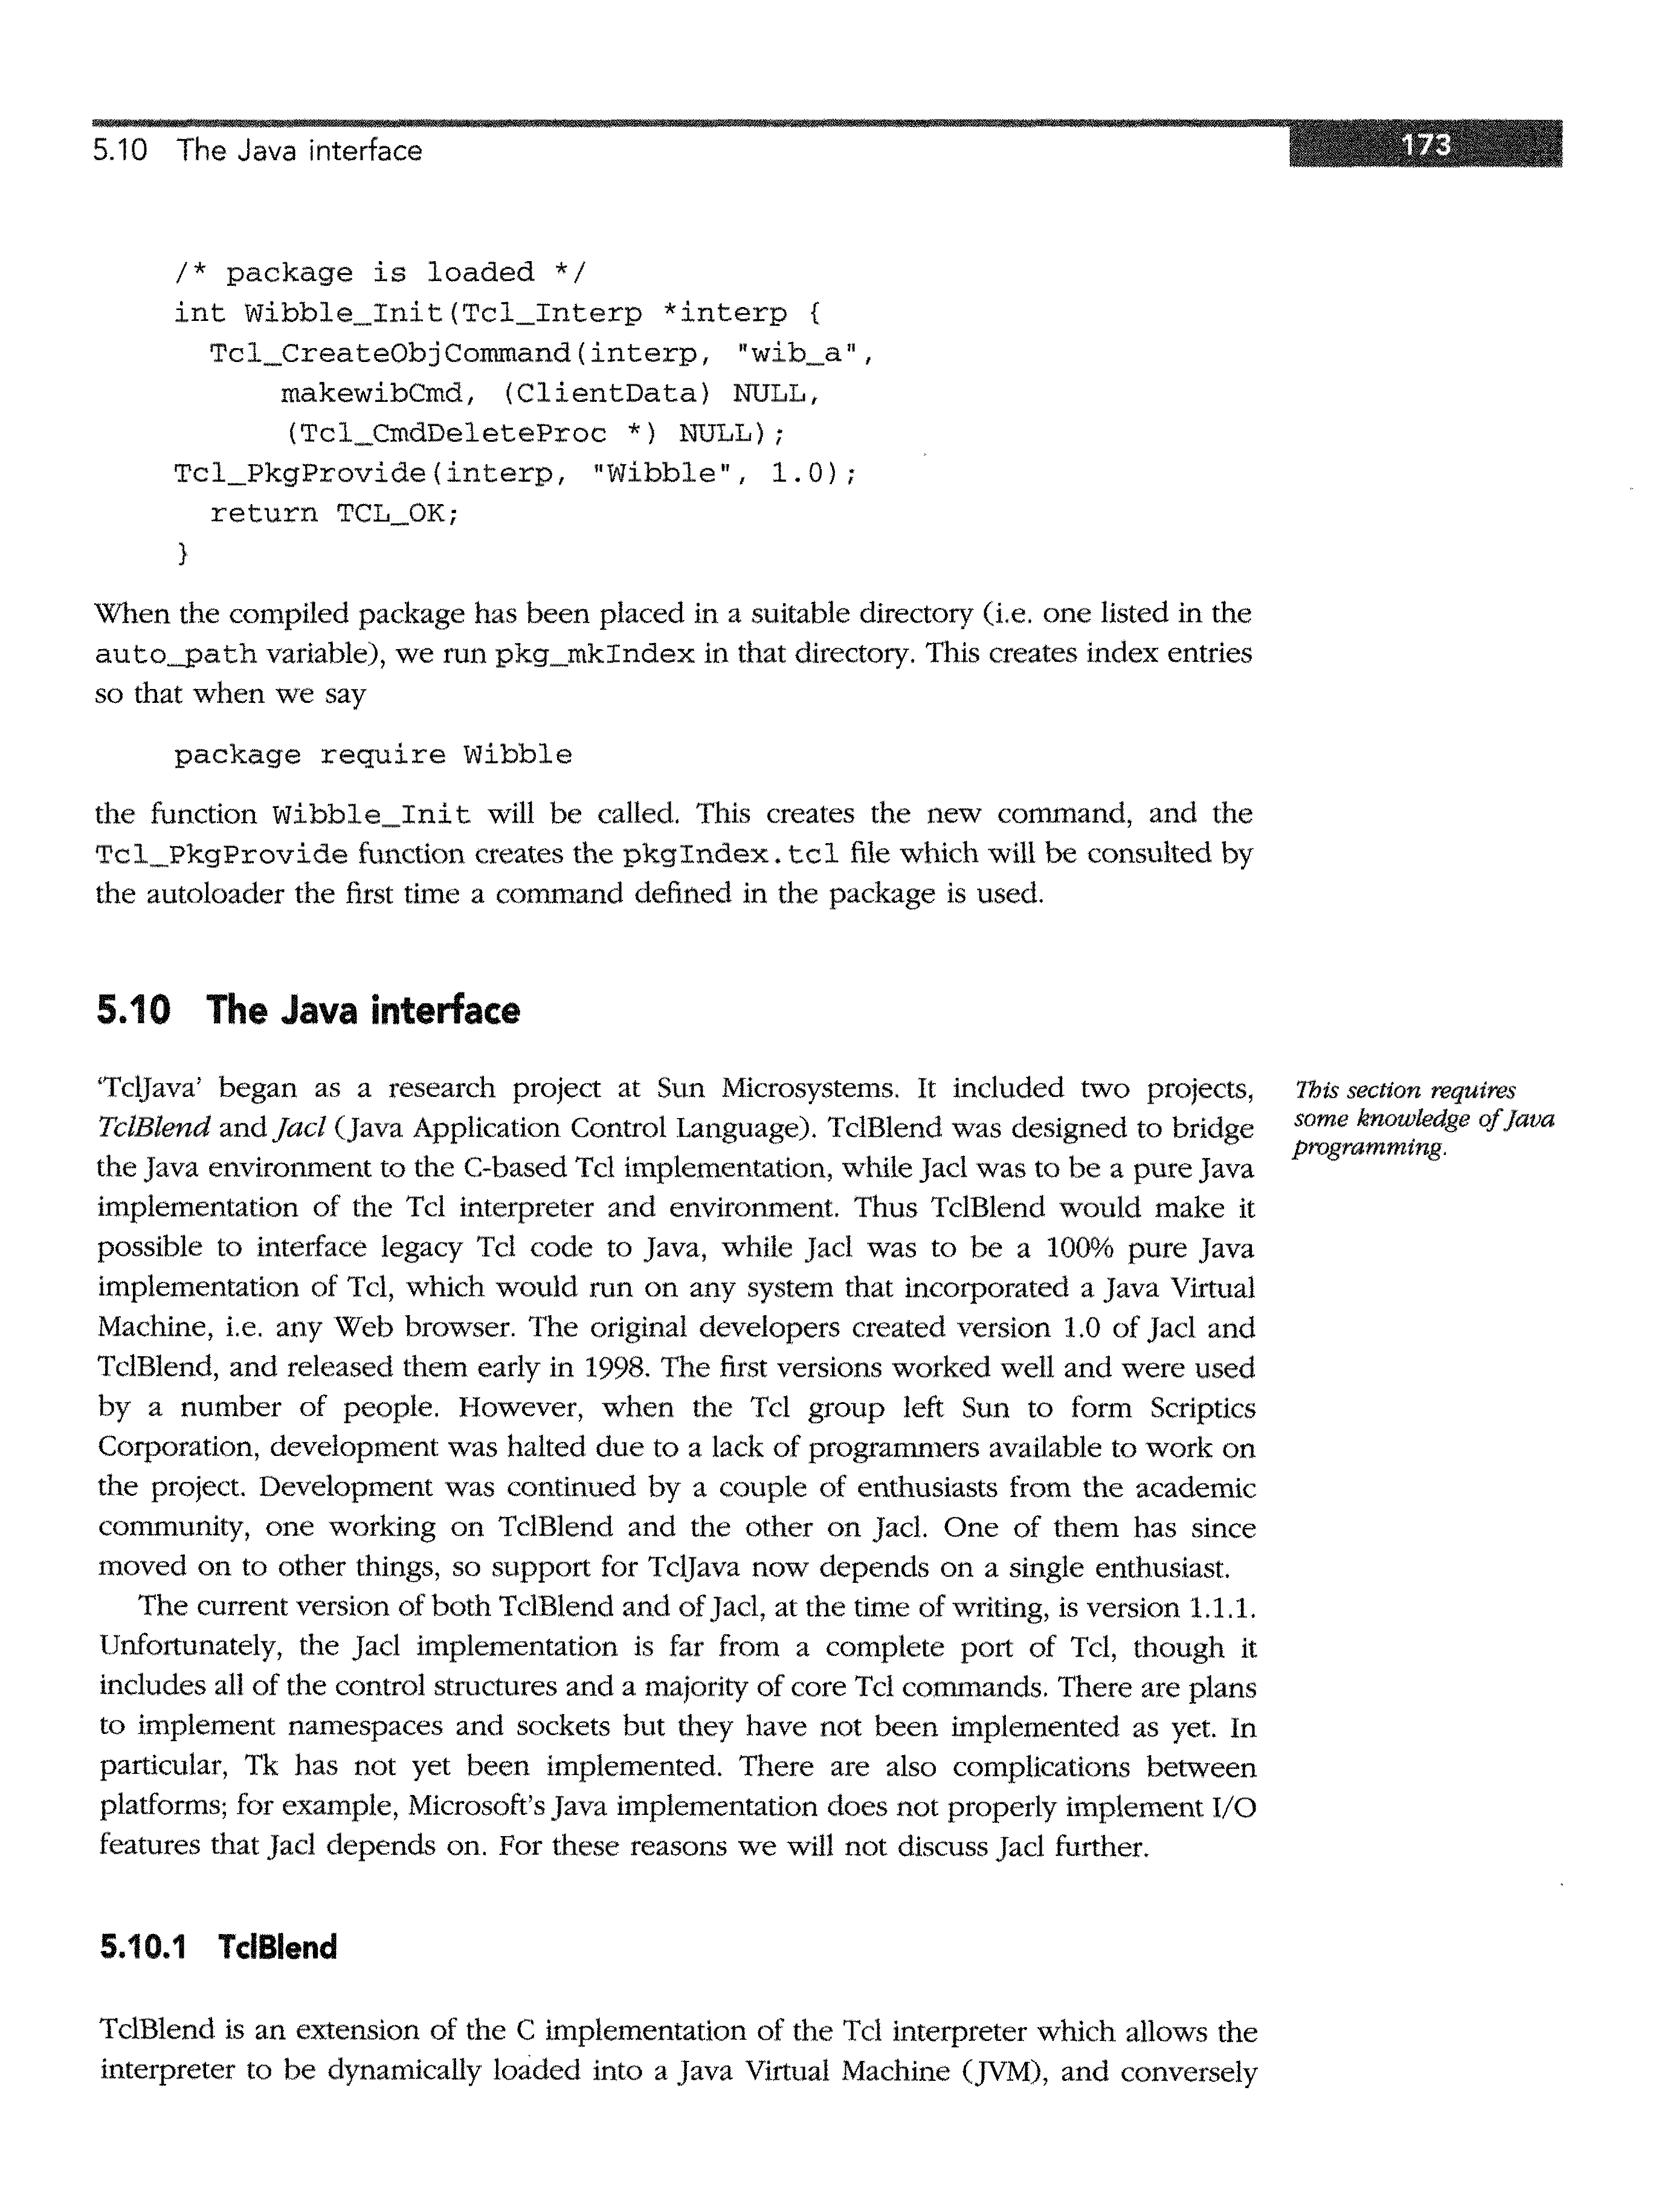 5.10 The Java interface
173
/* package is loaded */
int Wibble_Init(Tcl_Interp *interp {
Tcl_CreateObjCommand(interp, "wib_a",
makewibCmd, (ClientData) NULL,
(Tcl_CmdDeleteProc *) NULL);
Tcl_PkgProvide(interp, "Wibble", 1.0);
return TCL_OK;
}
When the compiled package has been placed in a suitable directory (i.e. one listed in the
auto_path variable), we run pkg_mkIndex in that directory. This creates index entries
so that when we say
package require Wibble
the function Wibble_Init will be called. This creates the new command, and the
Tcl_PkgProvide function creates the pkgIndex.tcl file which will be consulted by
the autoloader the first time a command defined in the package is used.
5.10 The Java interface
‘TclJava’ began as a research project at Sun Microsystems. It included two projects,
TclBlend and Jacl (Java Application Control Language). TclBlend was designed to bridge
the Java environment to the C-based Tcl implementation, while Jacl was to be a pure Java
implementation of the Tcl interpreter and environment. Thus TclBlend would make it
possible to interface legacy Tcl code to Java, while Jacl was to be a 100% pure Java
implementation of Tcl, which would run on any system that incorporated a Java Virtual
Machine, i.e. any Web browser. The original developers created version 1.0 of Jacl and
TclBlend, and released them early in 1998. The first versions worked well and were used
by a number of people. However, when the Tcl group left Sun to form Scriptics
Corporation, development was halted due to a lack of programmers available to work on
the project. Development was continued by a couple of enthusiasts from the academic
community, one working on TclBlend and the other on Jacl. One of them has since
moved on to other things, so support for TclJava now depends on a single enthusiast.
The current version of both TclBlend and of Jacl, at the time of writing, is version 1.1.1.
Unfortunately, the Jacl implementation is far from a complete port of Tcl, though it
includes all of the control structures and a majority of core Tcl commands. There are plans
to implement namespaces and sockets but they have not been implemented as yet. In
particular, Tk has not yet been implemented. There are also complications between
platforms; for example, Microsoft's Java implementation does not properly implement I/O
features that Jacl depends on. For these reasons we will not discuss Jacl further.
This section requires
some knowledge of Java
programming.
5.10.1 TclBlend
TclBlend is an extension of the C implementation of the Tcl interpreter which allows the
interpreter to be dynamically loaded into a Java Virtual Machine (JVM), and conversely